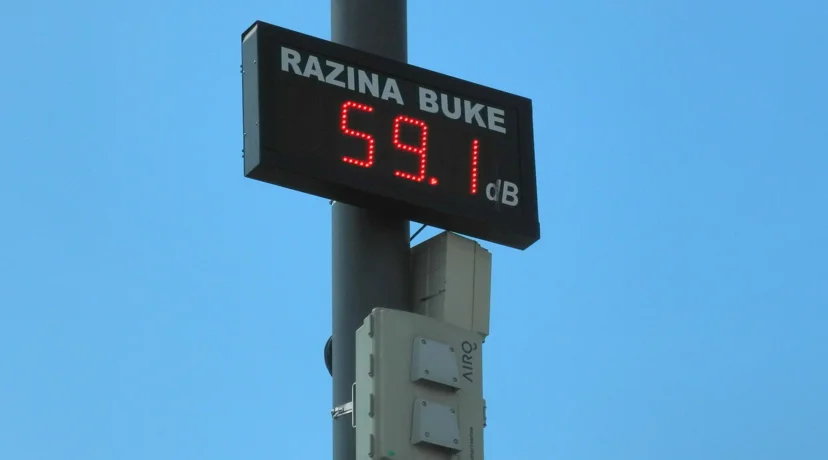 RAZINA BUKE
59.1 dB
AIRQ